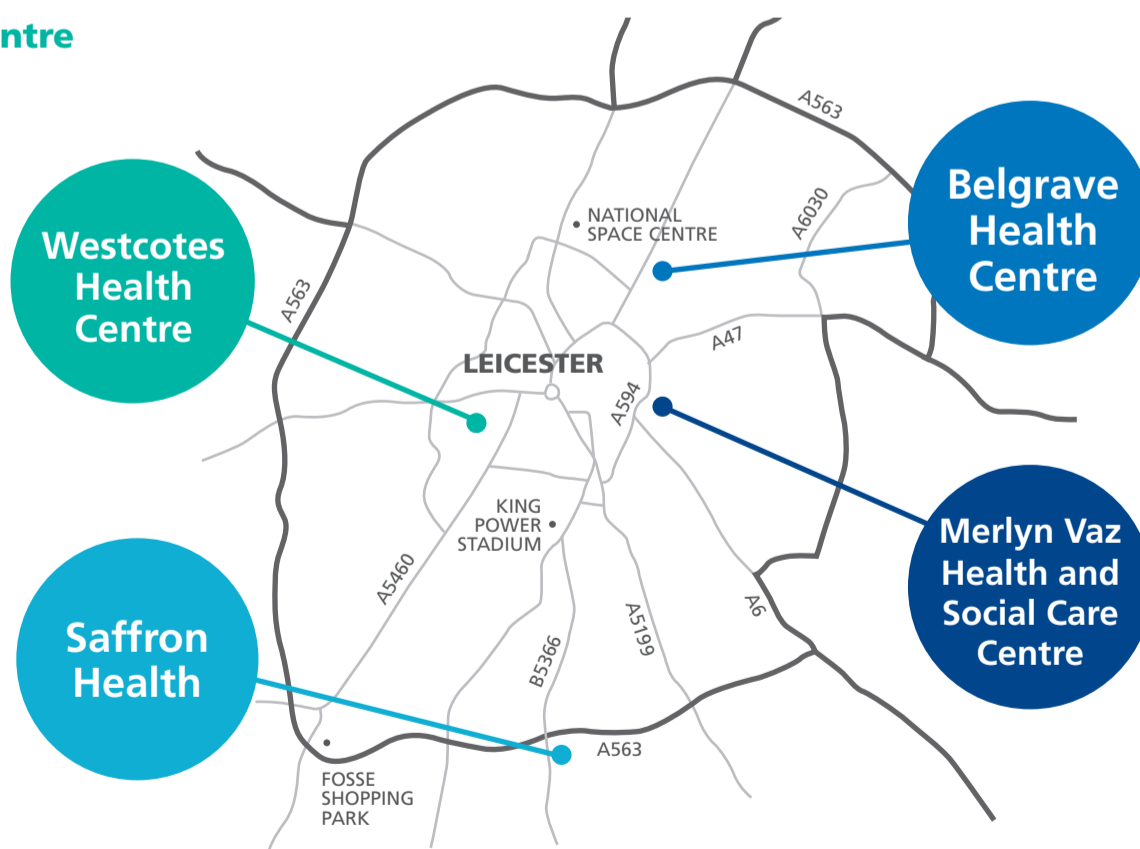 ntre
A563
Belgrave
Health
Centre
A6030
NATIONAL
SPACE CENTRE
Westcotes
Health
Centre
A563
A47
LEICESTER
A594
KING
POWER
STADIUM
Merlyn Vaz
Health and
Social Care
Centre
A5460
A6
A5199
B5366
Saffron
Health
A563
FOSSE
SHOPPING
PARK